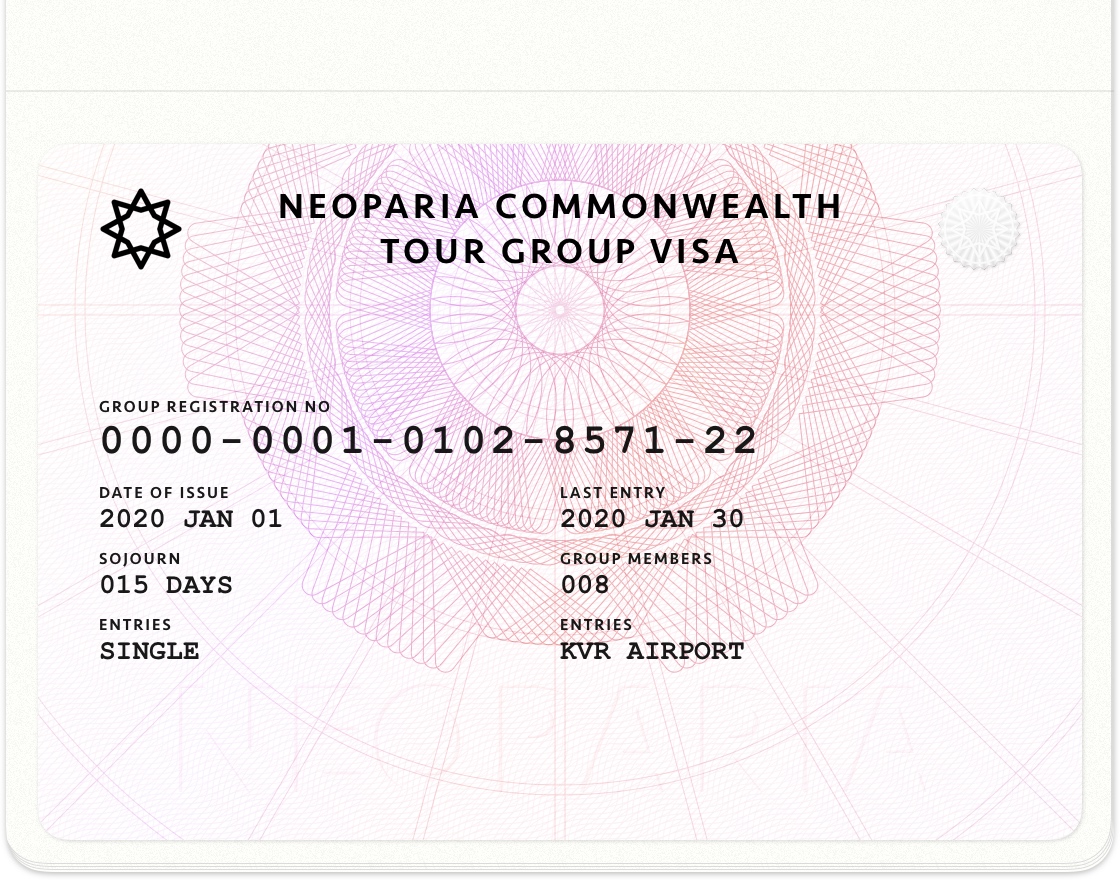 NEOPARIA COMMONWEALTH
TOUR GROUP VISA
GROUP REGISTRATION NO
0000-0001-0102-8571-22
DATE OF ISSUE
2020 JAN 01
LAST ENTRY
2020 JAN 30
SOJOURN
015 DAYS
GROUP MEMBERS
008
ENTRIES
SINGLE
ENTRIES
KVR AIRPORT
NEOPARIA